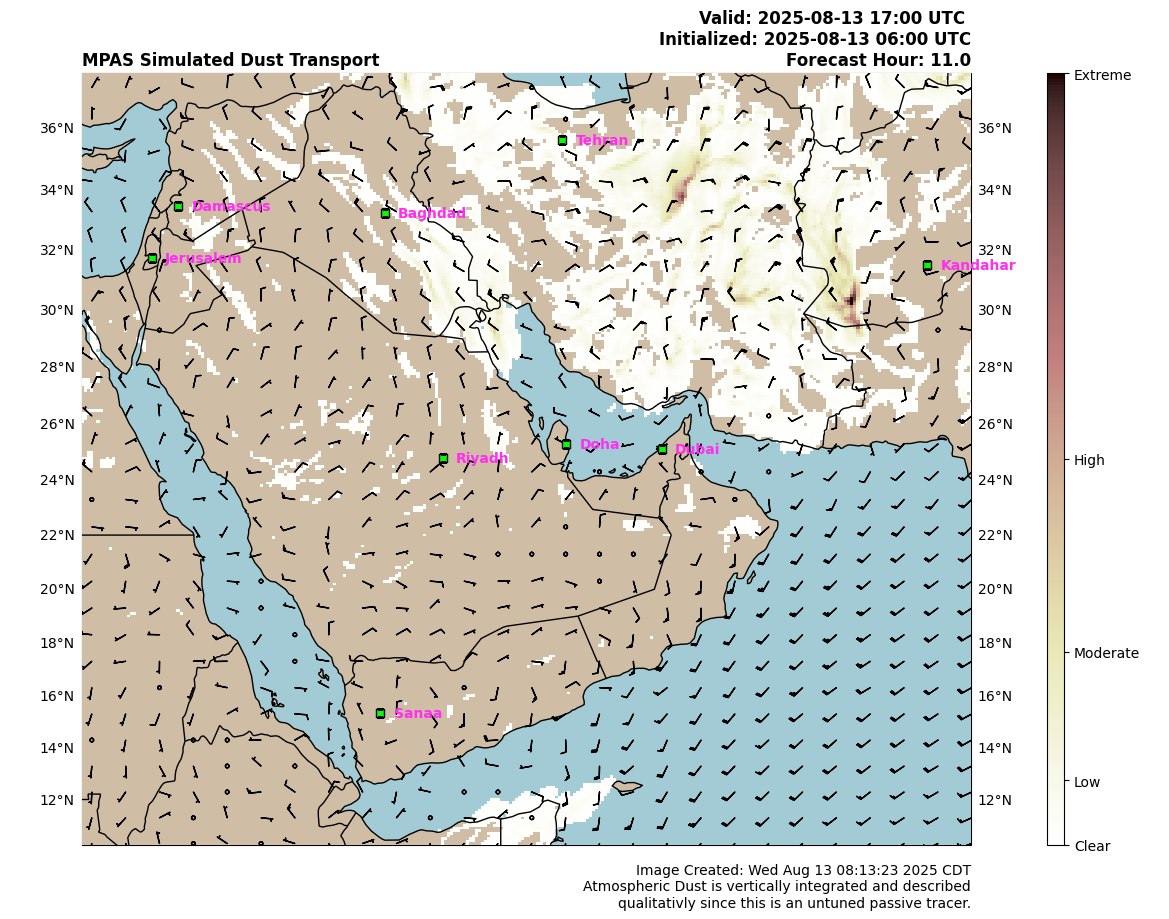 Valid: 2025-08-13 17:00 UTC
Initialized: 2025-08-13 06:00 UTC
MPAS Simulated Dust Transport
Forecast Hour: 11.0
Extreme
36°N
36°N
Tehran
34°N
34°N
Damascus
Baghdad
32°N
32°N
Jerusalem
Kandahar
30°N
30°N
28°N
28°N
26°N
26°N
Doha
Dubai
Riyadh
High
24°N
24°N
22°N
22°N
20°N
20°N
18°N
18°N
Moderate
16°N
16°N
Sanaa
14°N
14°N
Low
12°N
12°N
Clear
Image Created: Wed Aug 13 08:13:23 2025 CDT
Atmospheric Dust is vertically integrated and described
qualitativly since this is an untuned passive tracer.